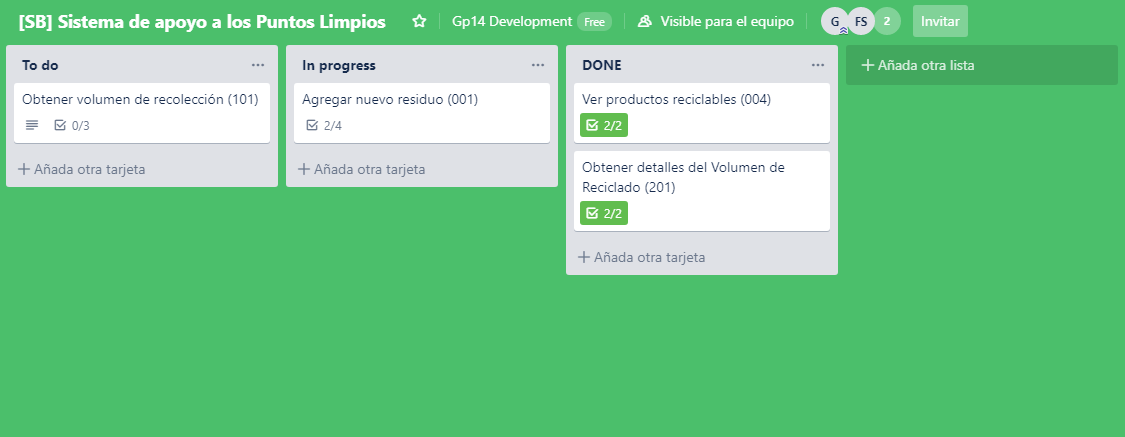 [SB] Sistema de apoyo a los Puntos Limpios
Gp14 Development Free
Visible para el equipo
G FS 2
Invitar
To do
Obtener volumen de recolección (101)
0/3
+ Añada otra tarjeta
In progress
Agregar nuevo residuo (001)
2/4
+ Añada otra tarjeta
DONE
Ver productos reciclables (004)
2/2
Obtener detalles del Volumen de
Reciclado (201)
2/2
+ Añada otra tarjeta
+ Añada otra lista